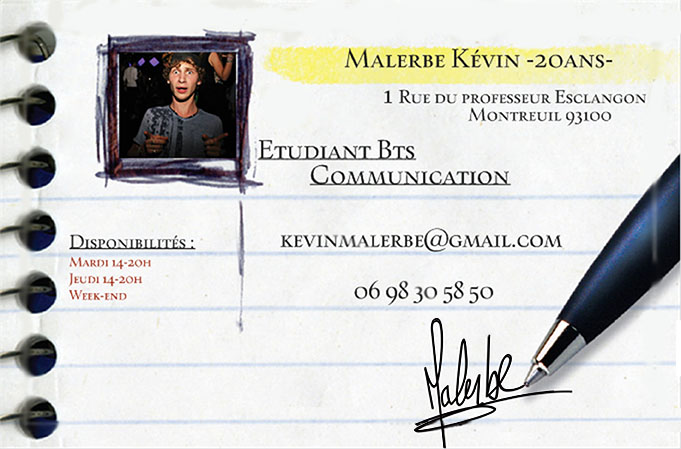 Malerbe Kévin -20ans-
1 Rue du professeur Esclangon
Montreuil 93100
Etudiant Bts
Communication
Disponibilités :
Mardi 14-20h
Jeudi 14-20h
Week-end
kevinmalerbe@gmail.com
06 98 30 58 50
Malerbe